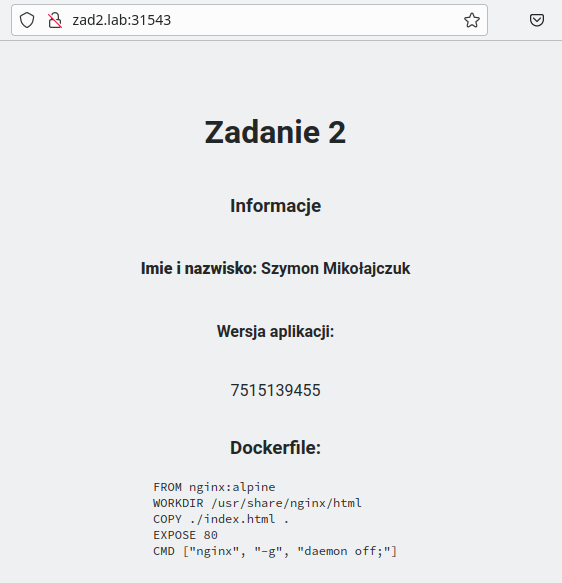 zad2.lab:31543
Zadanie 2
Informacje
Imie i nazwisko: Szymon Mikołajczuk
Wersja aplikacji:
7515139455
Dockerfile:
FROM nginx:alpine
WORKDIR /usr/share/nginx/html
COPY ./index.html .
EXPOSE 80
CMD ["nginx", "-g", "daemon off;"]